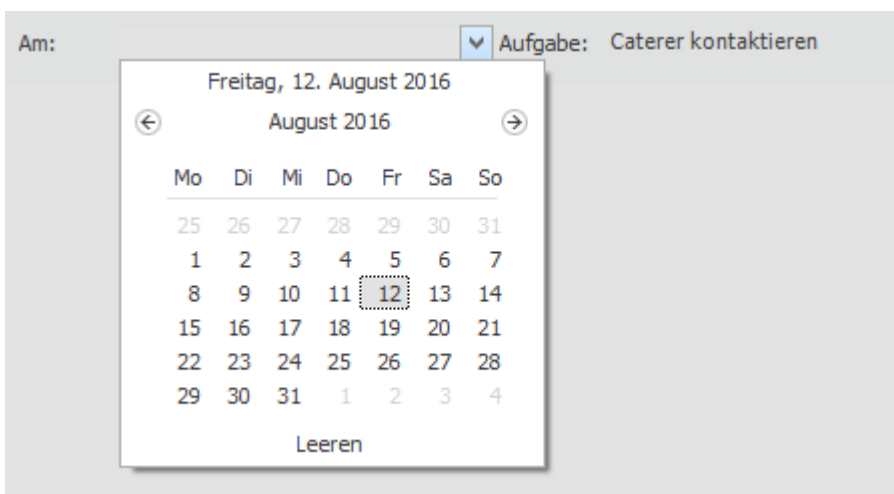 Am: Aufgabe: Caterer kontaktieren
Freitag, 12. August 2016
August 2016
Mo Di Mi Do Fr Sa So
25 26 27 28 29 30 31
1 2 3 4 5 6 7
8 9 10 11 12 13 14
15 16 17 18 19 20 21
22 23 24 25 26 27 28
29 30 31 1 2 3 4
Leeren